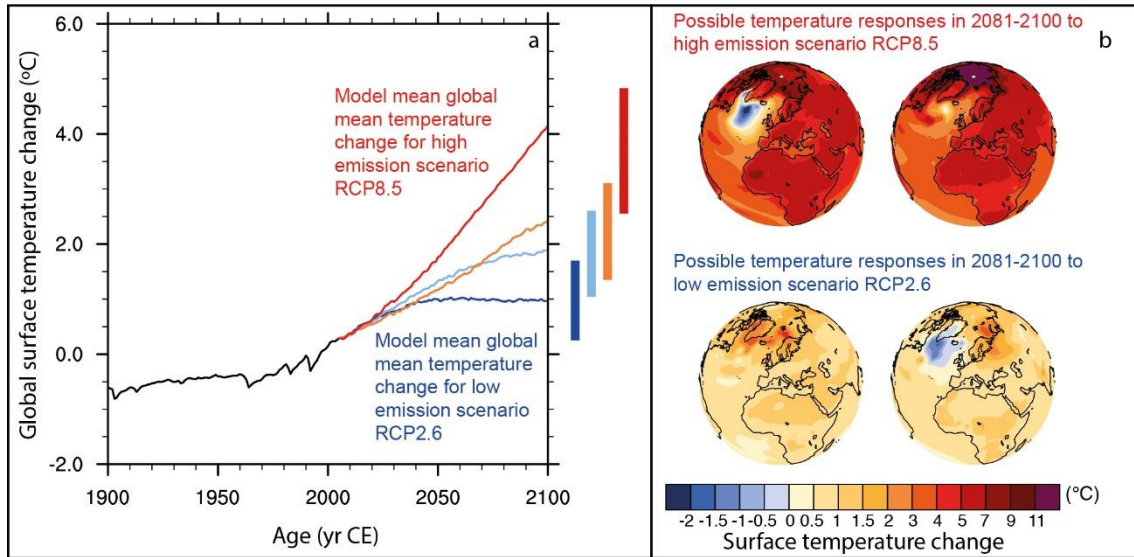 6.0
4.0
2.0
0.0
-2.0
Global surface temperature change (ºC)
a
Model mean global
mean temperature
change for high
emission scenario
RCP8.5
Model mean global
mean temperature
change for low
emission scenario
RCP2.6
1900
1950
2000
2050
2100
Age (yr CE)
Possible temperature responses in 2081-2100 to
high emission scenario RCP8.5
b
Possible temperature responses in 2081-2100 to
low emission scenario RCP2.6
-2 -1.5 -1 -0.5 0 0.5 1 1.5 2 3 4 5 7 9 11
(°C)
Surface temperature change